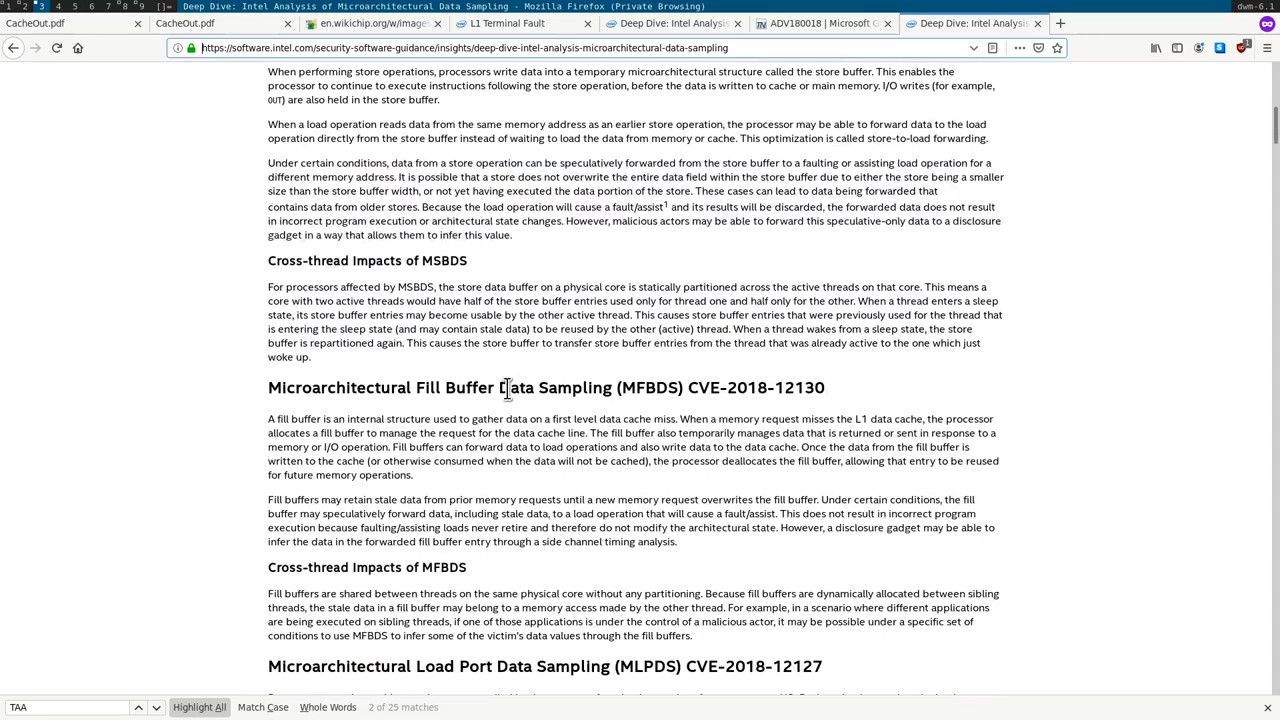 1 2 3 4 5 6 7 8 9 []= Deep Dive: Intel Analysis of Microarchitectural Data Sampling - Mozilla Firefox (Private Browsing) dwm-6.1
CacheOut.pdf CacheOut.pdf en.wikichip.org/w/images L1 Terminal Fault Deep Dive: Intel Analysis ADV180018 | Microsoft G Deep Dive: Intel Analysis
https://software.intel.com/security-software-guidance/insights/deep-dive-intel-analysis-microarchitectural-data-sampling
When performing store operations, processors write data into a temporary microarchitectural structure called the store buffer. This enables the
processor to continue to execute instructions following the store operation, before the data is written to cache or main memory. I/O writes (for example,
OUT) are also held in the store buffer.
When a load operation reads data from the same memory address as an earlier store operation, the processor may be able to forward data to the load
operation directly from the store buffer instead of waiting to load the data from memory or cache. This optimization is called store-to-load forwarding.
Under certain conditions, data from a store operation can be speculatively forwarded from the store buffer to a faulting or assisting load operation for a
different memory address. It is possible that a store does not overwrite the entire data field within the store buffer due to either the store being a smaller
size than the store buffer width, or not yet having executed the data portion of the store. These cases can lead to data being forwarded that
contains data from older stores. Because the load operation will cause a fault/assist1 and its results will be discarded, the forwarded data does not result
in incorrect program execution or architectural state changes. However, malicious actors may be able to forward this speculative-only data to a disclosure
gadget in a way that allows them to infer this value.
Cross-thread Impacts of MSBDS
For processors affected by MSBDS, the store data buffer on a physical core is statically partitioned across the active threads on that core. This means a
core with two active threads would have half of the store buffer entries used only for thread one and half only for the other. When a thread enters a sleep
state, its store buffer entries may become usable by the other active thread. This causes store buffer entries that were previously used for the thread that
is entering the sleep state (and may contain stale data) to be reused by the other (active) thread. When a thread wakes from a sleep state, the store
buffer is repartitioned again. This causes the store buffer to transfer store buffer entries from the thread that was already active to the one which just
woke up.
Microarchitectural Fill Buffer Data Sampling (MFBDS) CVE-2018-12130
A fill buffer is an internal structure used to gather data on a first level data cache miss. When a memory request misses the L1 data cache, the processor
allocates a fill buffer to manage the request for the data cache line. The fill buffer also temporarily manages data that is returned or sent in response to a
memory or I/O operation. Fill buffers can forward data to load operations and also write data to the data cache. Once the data from the fill buffer is
written to the cache (or otherwise consumed when the data will not be cached), the processor deallocates the fill buffer, allowing that entry to be reused
for future memory operations.
Fill buffers may retain stale data from prior memory requests until a new memory request overwrites the fill buffer. Under certain conditions, the fill
buffer may speculatively forward data, including stale data, to a load operation that will cause a fault/assist. This does not result in incorrect program
execution because faulting/assisting loads never retire and therefore do not modify the architectural state. However, a disclosure gadget may be able to
infer the data in the forwarded fill buffer entry through a side channel timing analysis.
Cross-thread Impacts of MFBDS
Fill buffers are shared between threads on the same physical core without any partitioning. Because fill buffers are dynamically allocated between sibling
threads, the stale data in a fill buffer may belong to a memory access made by the other thread. For example, in a scenario where different applications
are being executed on sibling threads, if one of those applications is under the control of a malicious actor, it may be possible under a specific set of
conditions to use MFBDS to infer some of the victim's data values through the fill buffers.
Microarchitectural Load Port Data Sampling (MLPDS) CVE-2018-12127
TAA Highlight All Match Case Whole Words 2 of 25 matches